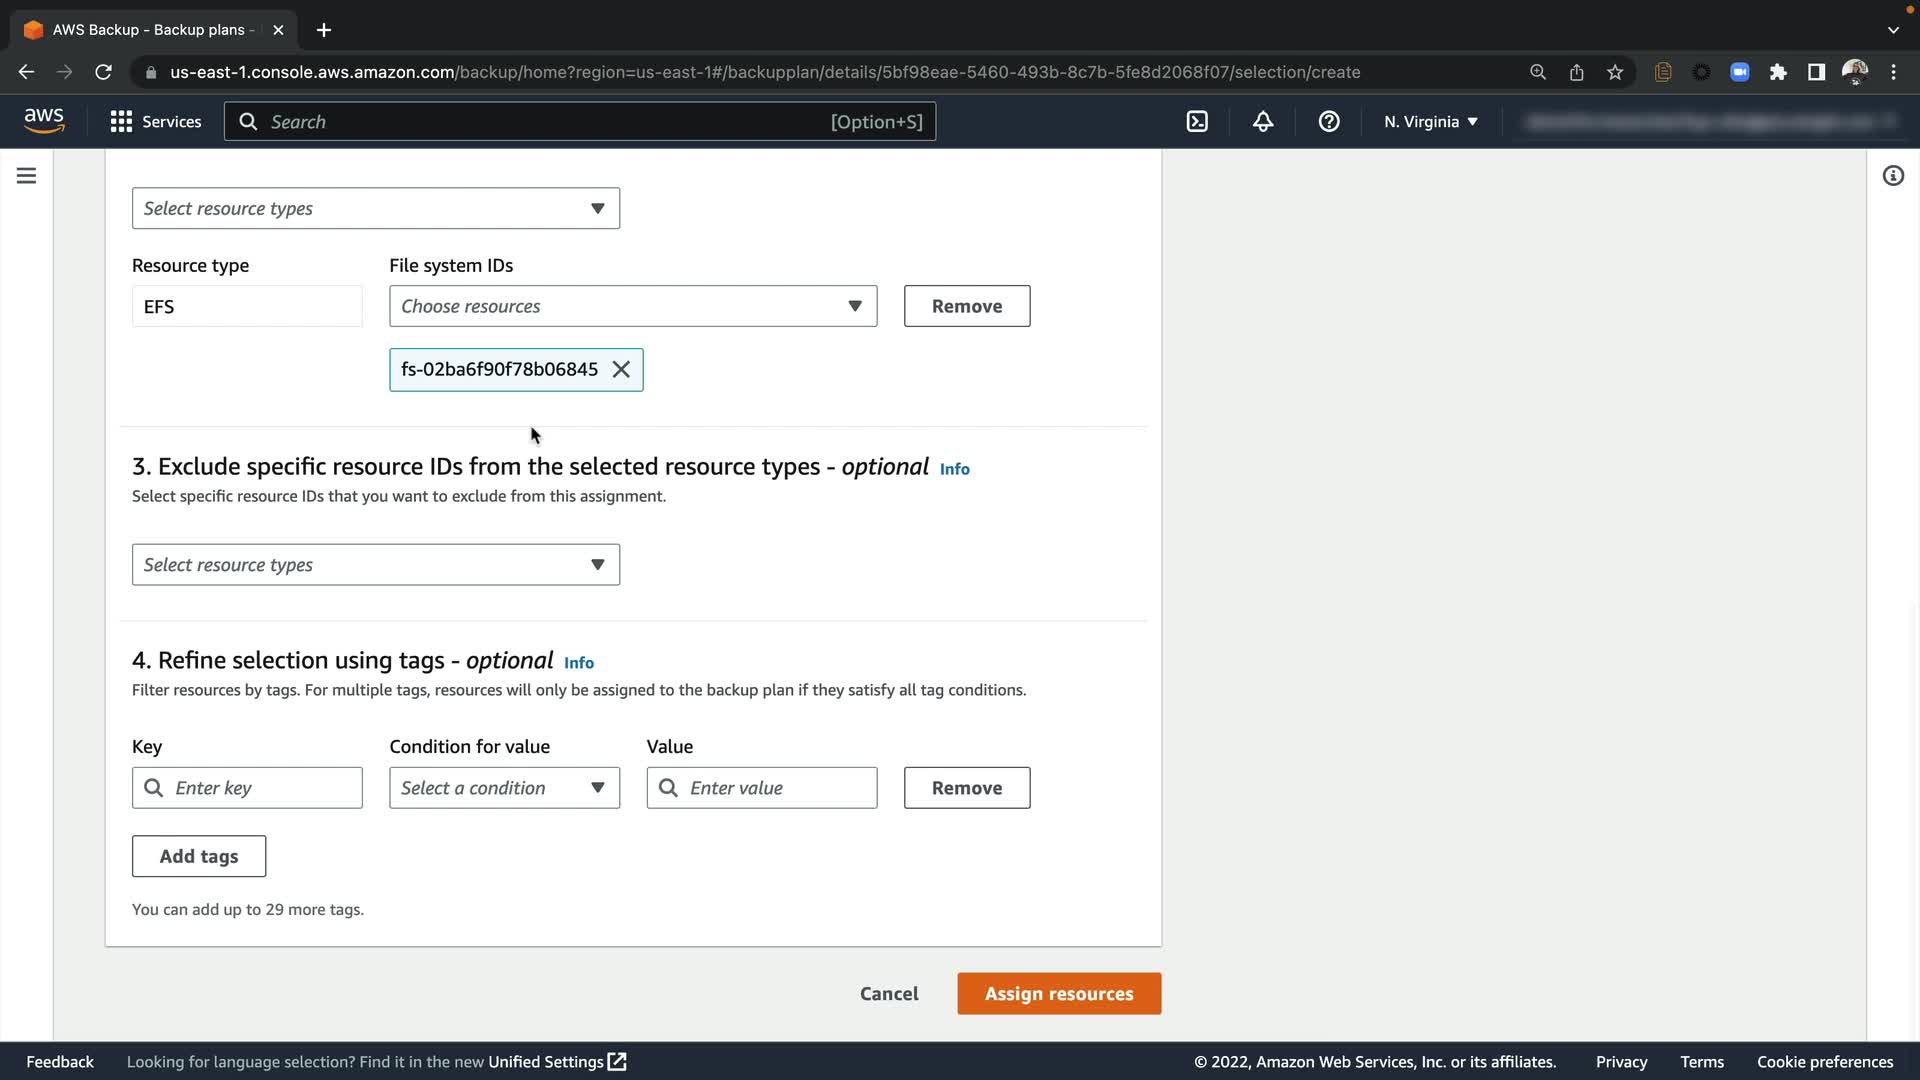 AWS Backup - Backup plans -
us-east-1.console.aws.amazon.com/backup/home?region=us-east-1#/backupplan/details/5bf98eae-5460-493b-8c7b-5fe8d2068f07/selection/create
aws
Services
Search
[Option+S]
N. Virginia
Select resource types
Resource type
File system IDs
EFS
Choose resources
Remove
fs-02ba6f90f78b06845
3. Exclude specific resource IDs from the selected resource types - optional Info
Select specific resource IDs that you want to exclude from this assignment.
Select resource types
4. Refine selection using tags - optional Info
Filter resources by tags. For multiple tags, resources will only be assigned to the backup plan if they satisfy all tag conditions.
Key
Condition for value
Value
Enter key
Select a condition
Enter value
Remove
Add tags
You can add up to 29 more tags.
Cancel
Assign resources
Feedback
Looking for language selection? Find it in the new Unified Settings
© 2022, Amazon Web Services, Inc. or its affiliates.
Privacy
Terms
Cookie preferences